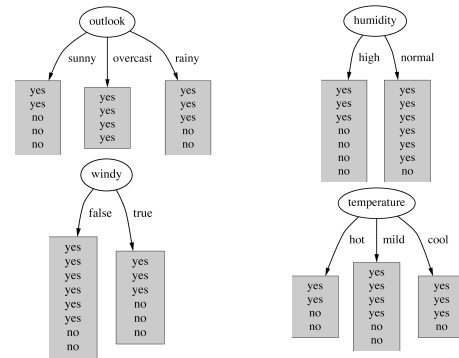 outlook
sunny overcast rainy
yes
yes
no
no
no
yes
yes
yes
yes
yes
yes
yes
no
no
humidity
high normal
yes
yes
yes
no
no
no
no
yes
yes
yes
yes
yes
yes
no
windy
false true
yes
yes
yes
yes
yes
yes
no
no
yes
yes
yes
no
no
no
temperature
hot mild cool
yes
yes
no
no
yes
yes
yes
yes
no
no
yes
yes
yes
no